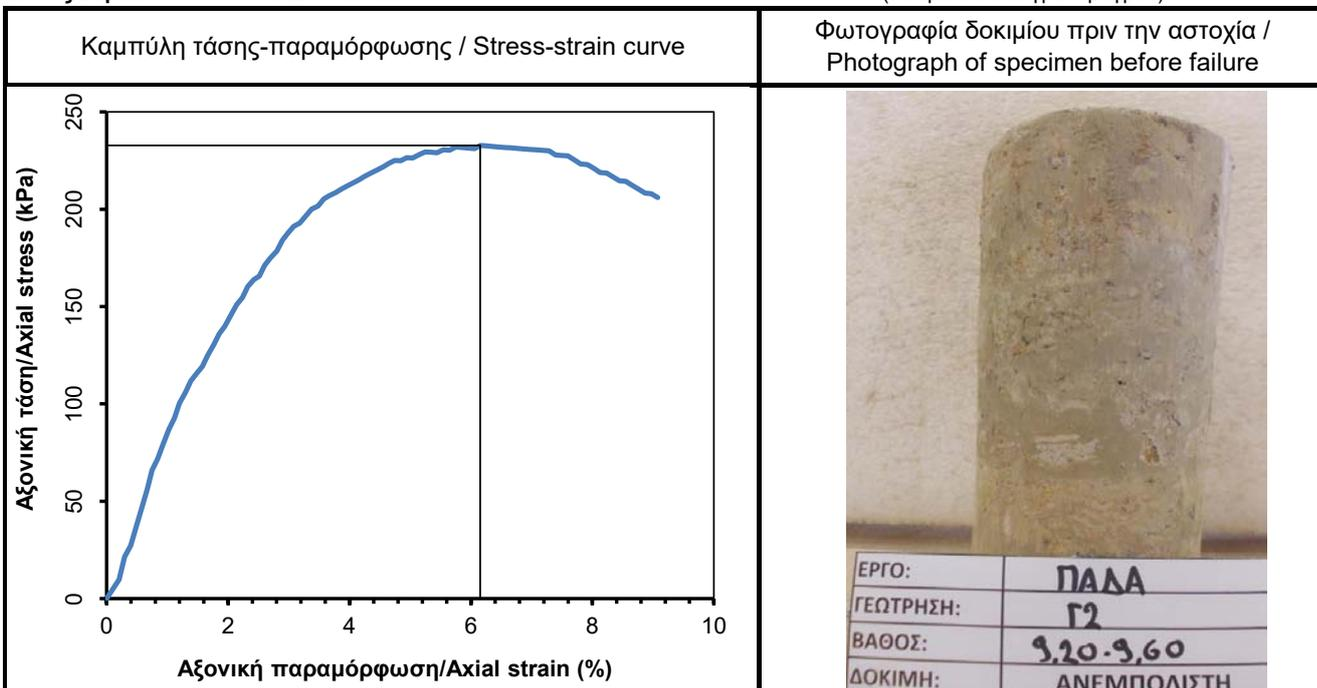 Καμπύλη τάσης-παραμόρφωσης / Stress-strain curve
Φωτογραφία δοκιμίου πριν την αστοχία /
Photograph of specimen before failure
Αξονική τάση/Axial stress (kPa)
250
200
150
100
50
0
0 2 4 6 8 10
Αξονική παραμόρφωση/Axial strain (%)
ΕΡΓΟ: ΠΑΔΑ
ΓΕΩΤΡΗΣΗ: Γ2
ΒΑΘΟΣ: 9,20-9,60
ΔΟΚΙΜΗ: ΑΝΕΜΠΟΔΙΣΤΗ